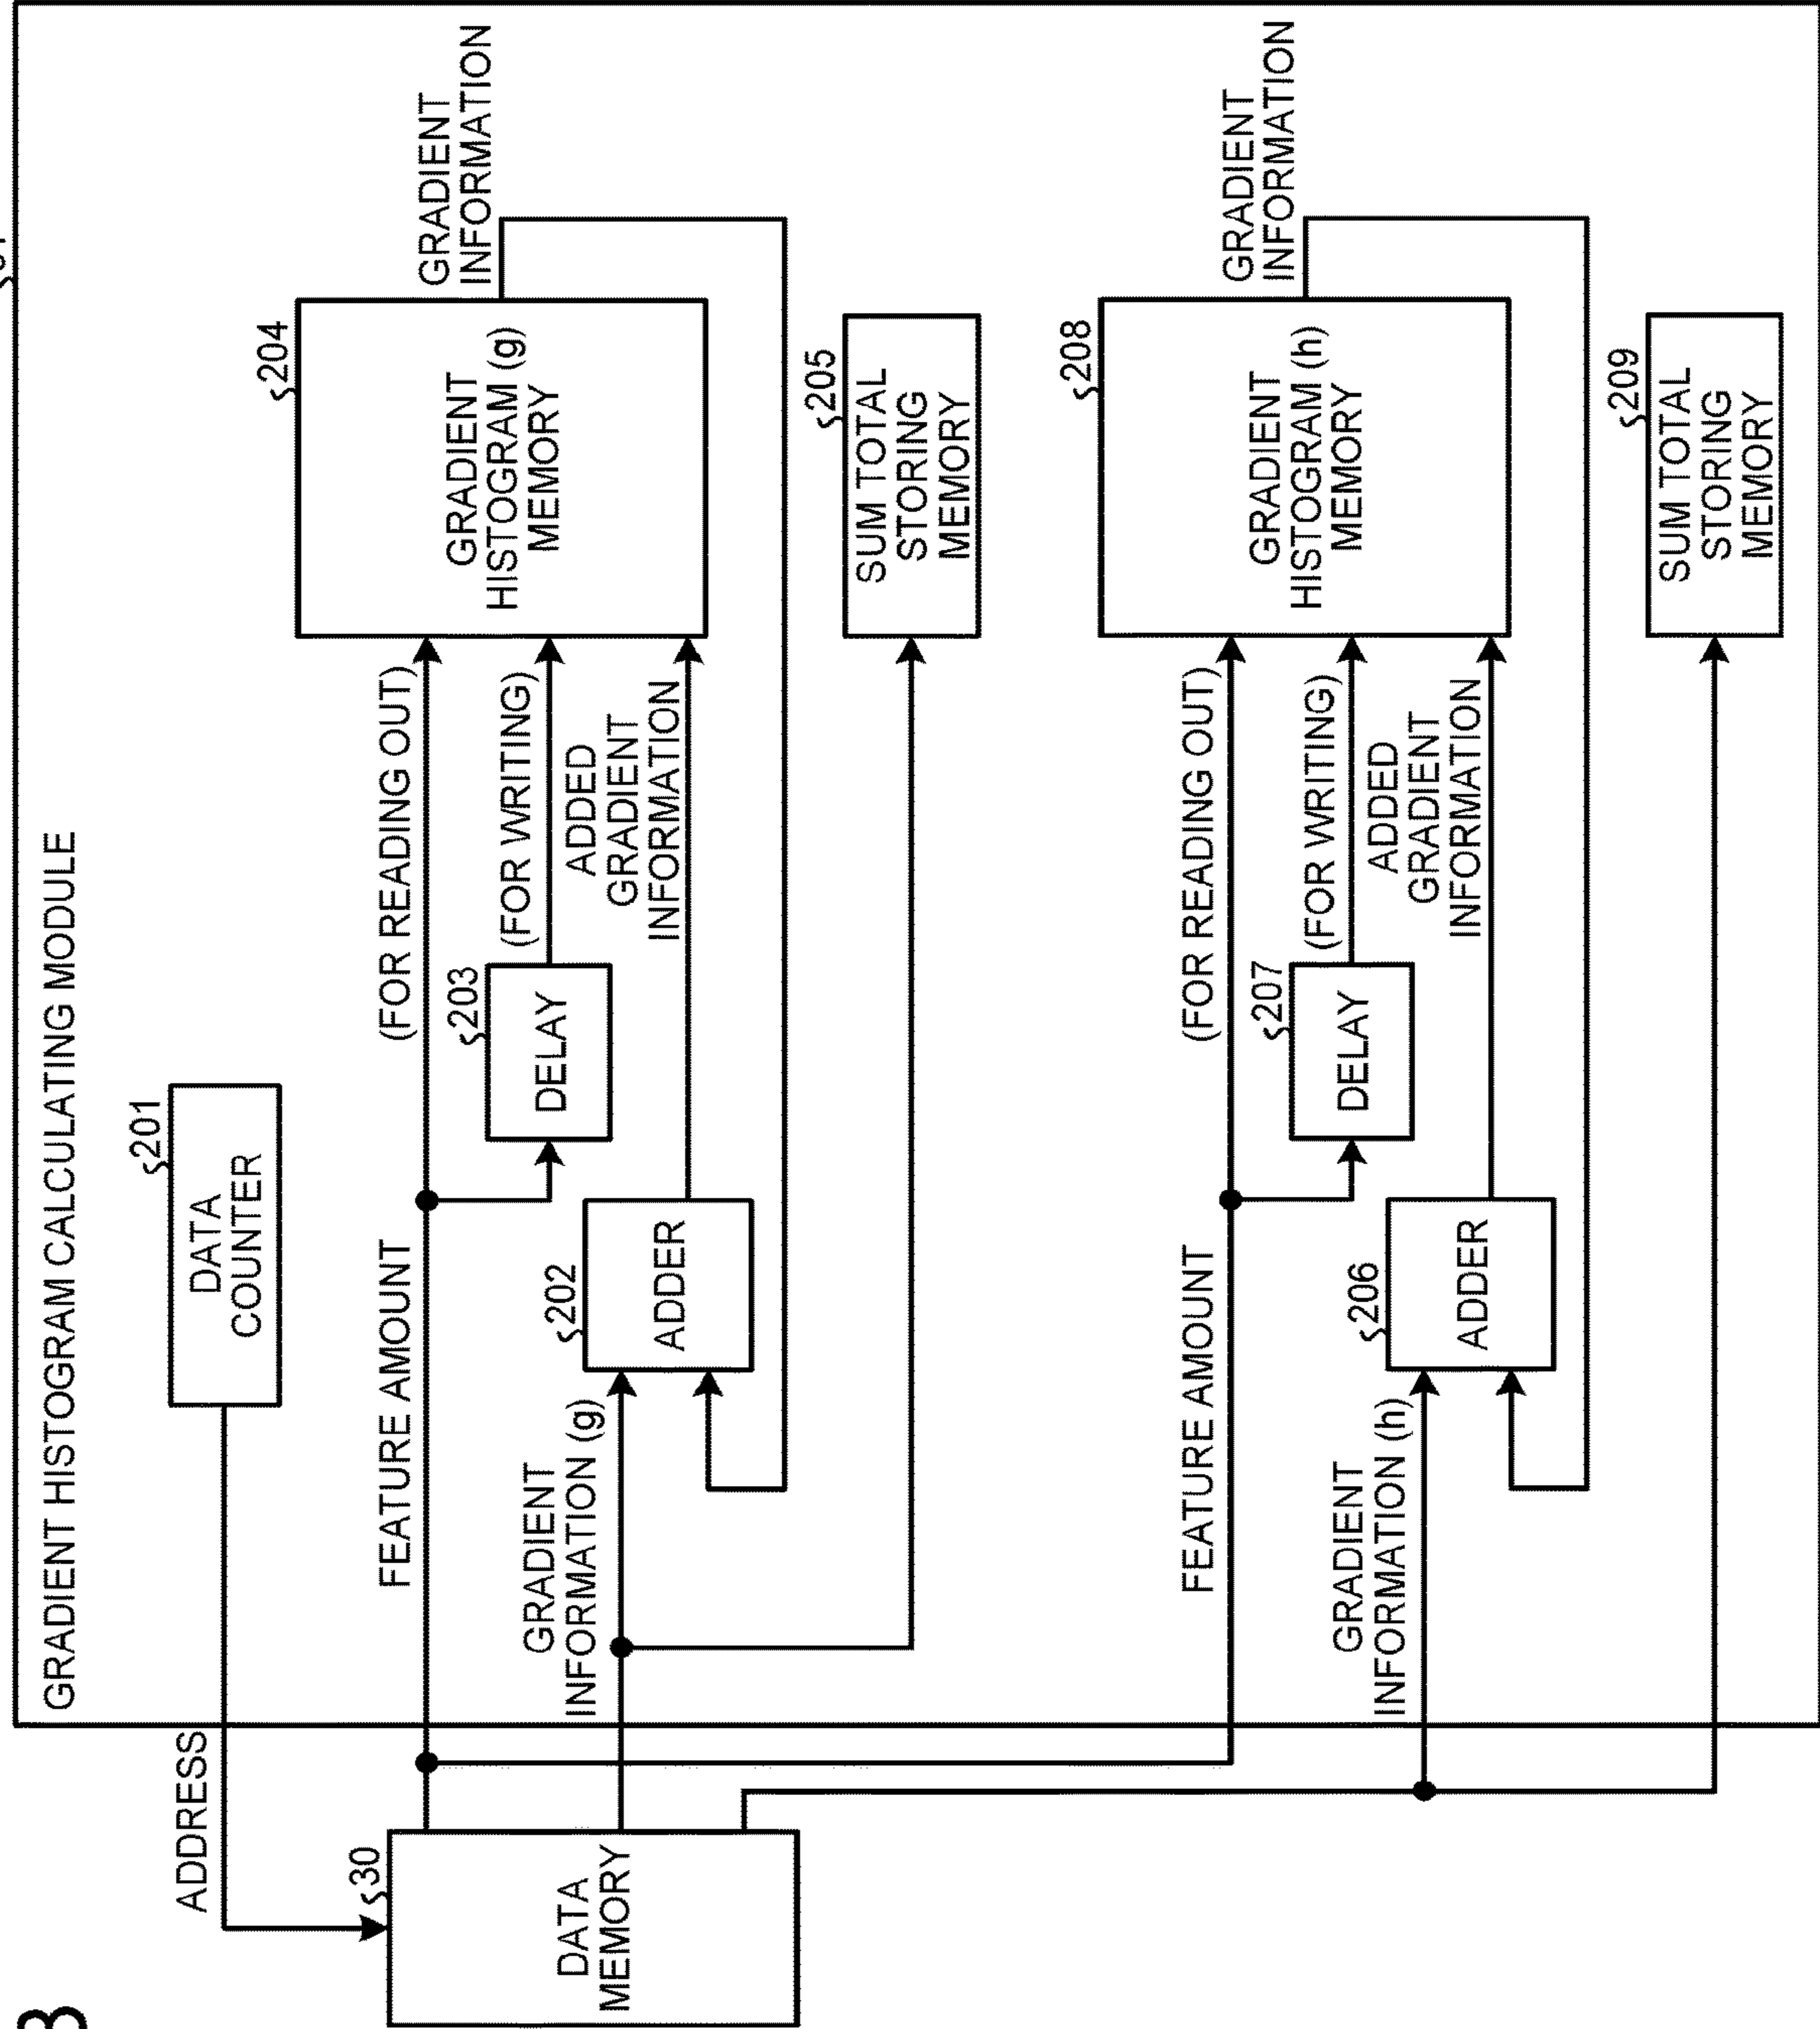 GRADIENT HISTOGRAM CALCULATING MODULE
ADDRESS
201
DATA
COUNTER
30
DATA
MEMORY
FEATURE AMOUNT
(FOR READING OUT)
204
GRADIENT
HISTOGRAM (g)
MEMORY
GRADIENT
INFORMATION
203
DELAY
(FOR WRITING)
GRADIENT
INFORMATION (g)
202
ADDER
ADDED
GRADIENT
INFORMATION
205
SUM TOTAL
STORING
MEMORY
FEATURE AMOUNT
(FOR READING OUT)
208
GRADIENT
HISTOGRAM (h)
MEMORY
GRADIENT
INFORMATION
207
DELAY
(FOR WRITING)
GRADIENT
INFORMATION (h)
206
ADDER
ADDED
GRADIENT
INFORMATION
209
SUM TOTAL
STORING
MEMORY